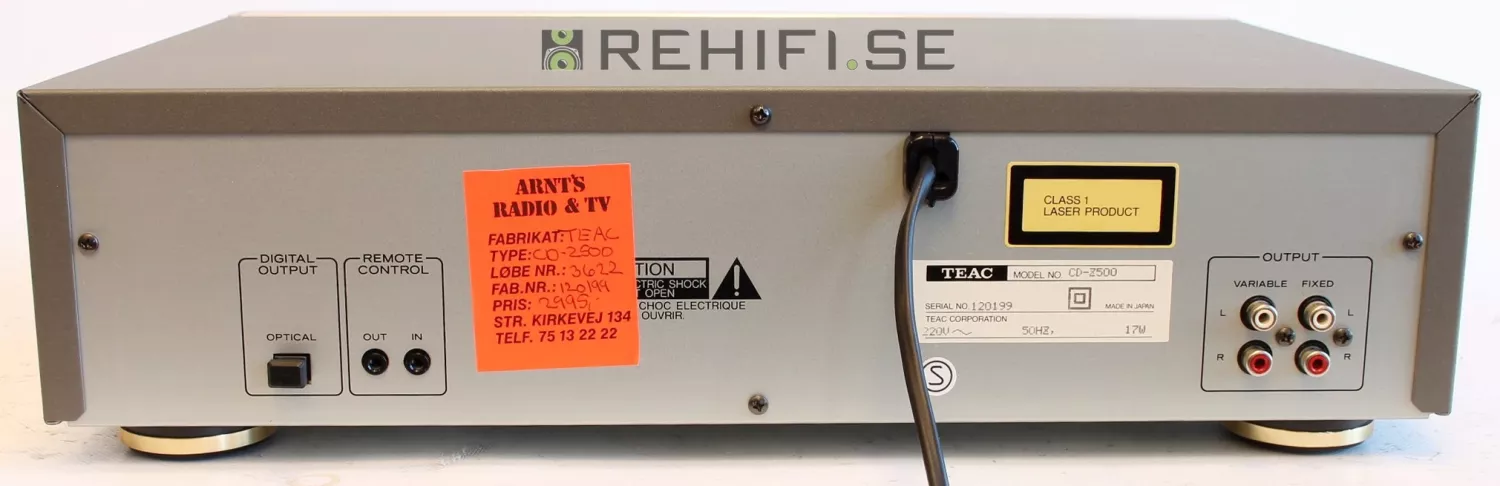 REHIFI.SE
ARNT'S
RADIO & TV
FABRIKAT: TEAC
TYPE: CD-Z500
LØBE NR.: 3622
FAB.NR.: 120199
PRIS: 2995,-
STR. KIRKEVEJ 134
TELF. 75 13 22 22
DIGITAL
OUTPUT
OPTICAL
REMOTE
CONTROL
OUT IN
TION
CTRIC SHOCK
T OPEN
CHOC ELECTRIQUE
OUVRIR.
CLASS 1
LASER PRODUCT
TEAC MODEL NO. CD-Z500
SERIAL NO. 120199
MADE IN JAPAN
TEAC CORPORATION
220V~ 50HZ, 17W
S
OUTPUT
VARIABLE FIXED
L L
R R